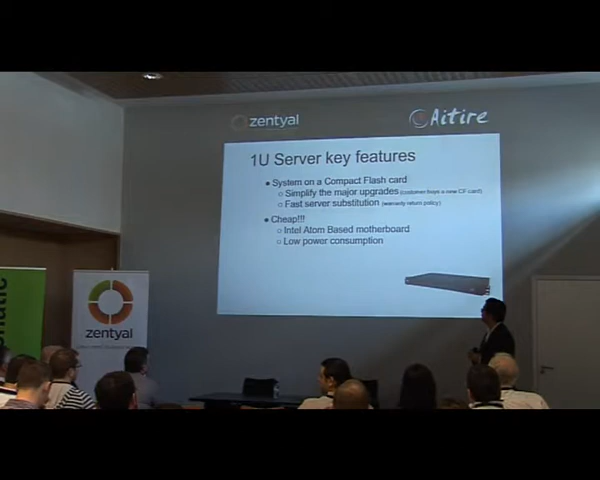 zentyal
Aitire
1U Server key features
● System on a Compact Flash card
○ Simplify the major upgrades (customer buys a new CF card)
○ Fast server substitution (warranty return policy)
● Cheap!!!
○ Intel Atom Based motherboard
○ Low power consumption
zentyal